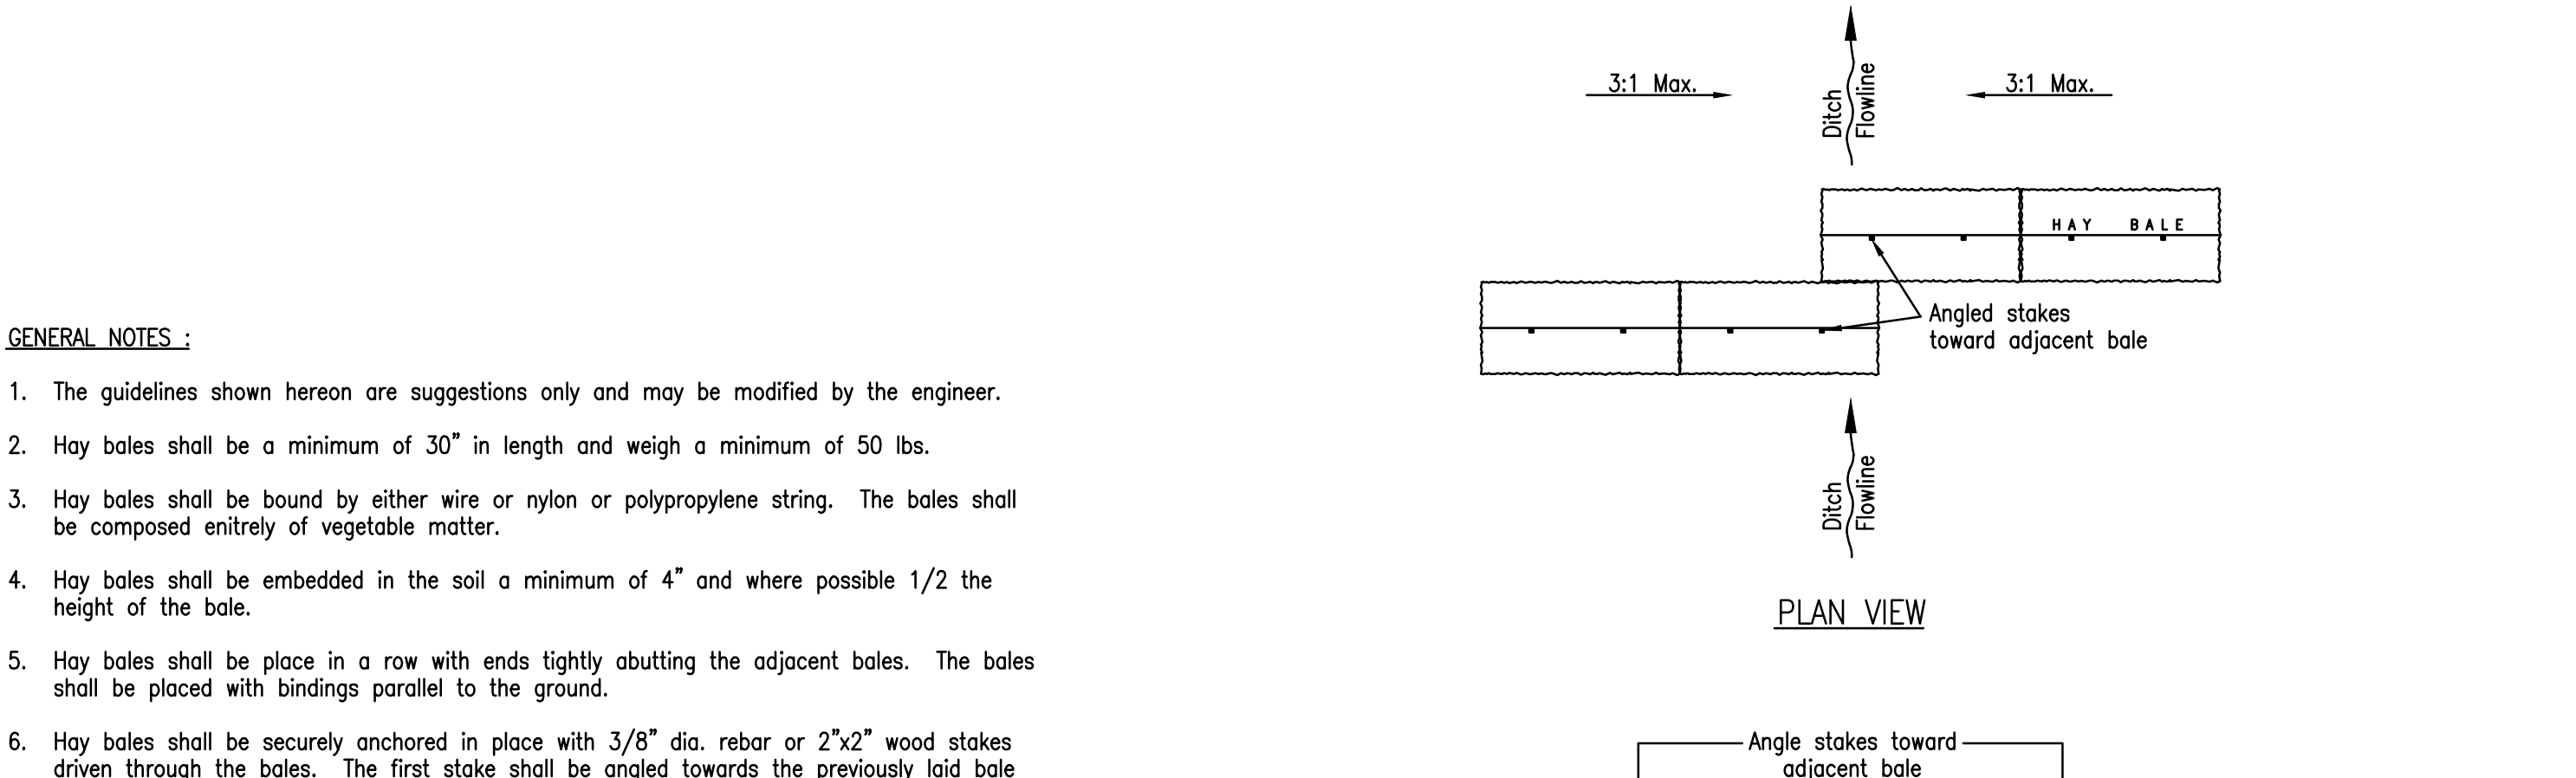 GENERAL NOTES :
1. The guidelines shown hereon are suggestions only and may be modified by the engineer.
2. Hay bales shall be a minimum of 30" in length and weigh a minimum of 50 lbs.
3. Hay bales shall be bound by either wire or nylon or polypropylene string. The bales shall
be composed enitrely of vegetable matter.
4. Hay bales shall be embedded in the soil a minimum of 4" and where possible 1/2 the
height of the bale.
5. Hay bales shall be place in a row with ends tightly abutting the adjacent bales. The bales
shall be placed with bindings parallel to the ground.
6. Hay bales shall be securely anchored in place with 3/8" dia. rebar or 2"x2" wood stakes
driven through the bales. The first stake shall be angled towards the previously laid bale
3:1 Max.
Ditch
Flowline
3:1 Max.
HAY BALE
Angled stakes
toward adjacent bale
Ditch
Flowline
PLAN VIEW
Angle stakes toward
adjacent bale